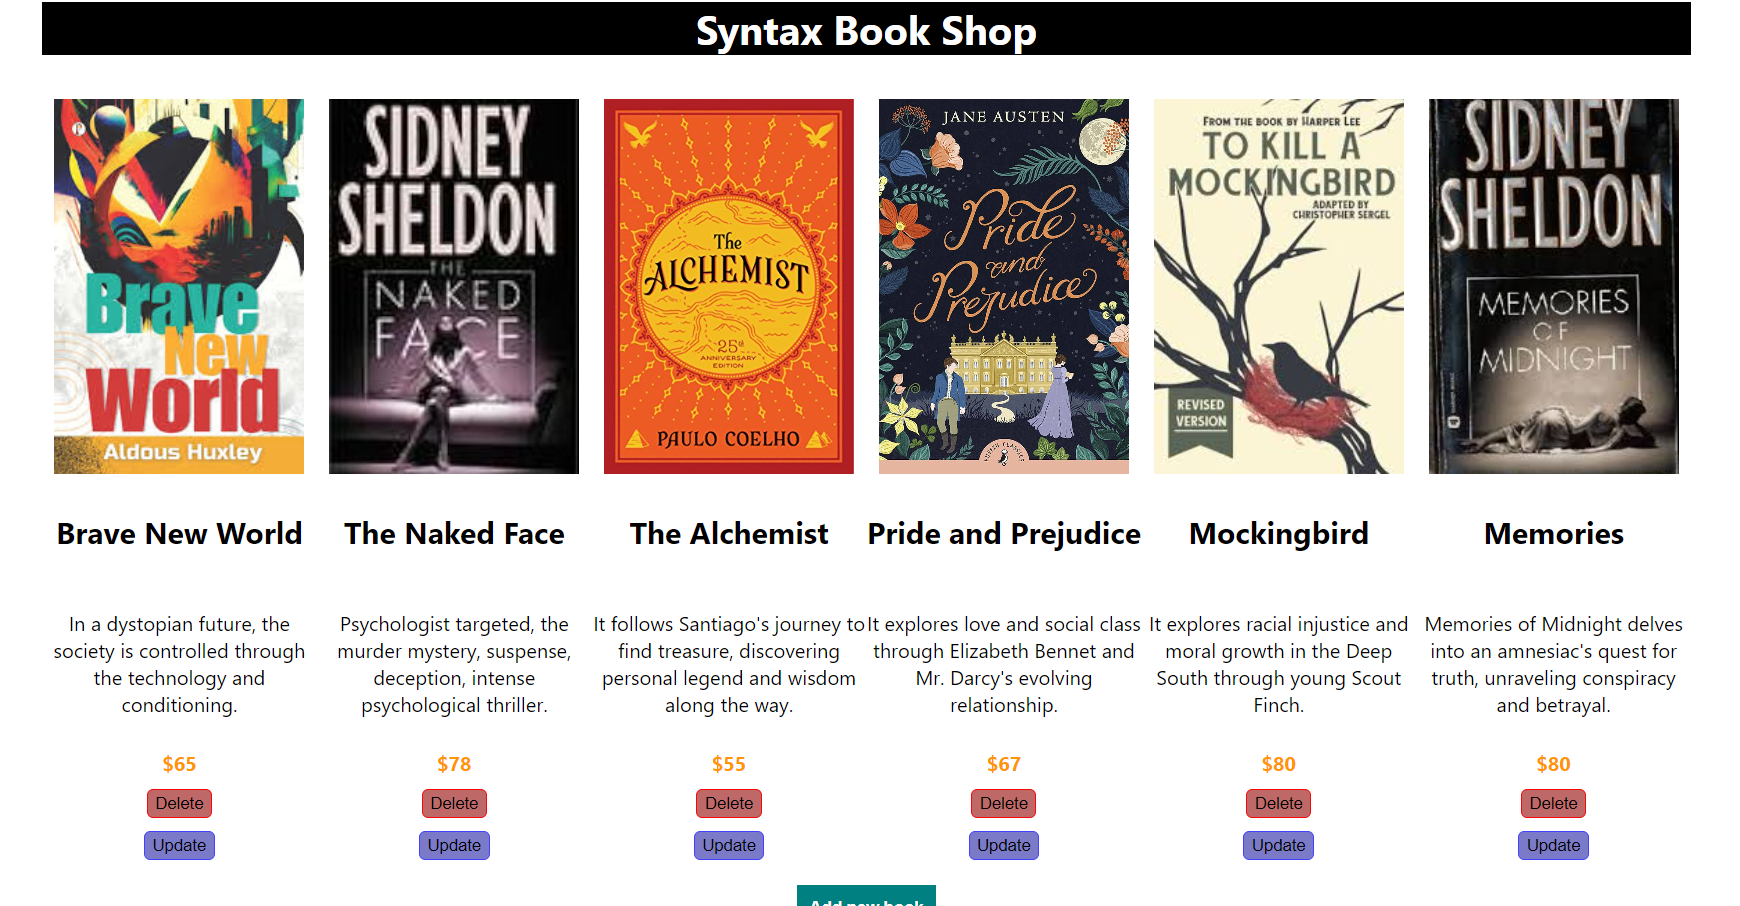 Syntax Book Shop
Brave
New
World
Aldous Huxley
SIDNEY
SHELDON
THE
NAKED
FACE
The
ALCHEMIST
25th
ANNIVERSARY
EDITION
PAULO COELHO
JANE AUSTEN
Pride
and
Prejudice
FROM THE BOOK BY HARPER LEE
TO KILL A
MOCKINGBIRD
ADAPTED BY
CHRISTOPHER SERGEL
REVISED
VERSION
SIDNEY
SHELDON
MEMORIES
OF
MIDNIGHT
Brave New World
The Naked Face
The Alchemist
Pride and Prejudice
Mockingbird
Memories
In a dystopian future, the
society is controlled through
the technology and
conditioning.
Psychologist targeted, the
murder mystery, suspense,
deception, intense
psychological thriller.
It follows Santiago's journey to
find treasure, discovering
personal legend and wisdom
along the way.
It explores love and social class
through Elizabeth Bennet and
Mr. Darcy's evolving
relationship.
It explores racial injustice and
moral growth in the Deep
South through young Scout
Finch.
Memories of Midnight delves
into an amnesiac's quest for
truth, unraveling conspiracy
and betrayal.
$65
$78
$55
$67
$80
$80
Delete
Delete
Delete
Delete
Delete
Delete
Update
Update
Update
Update
Update
Update
Add new book